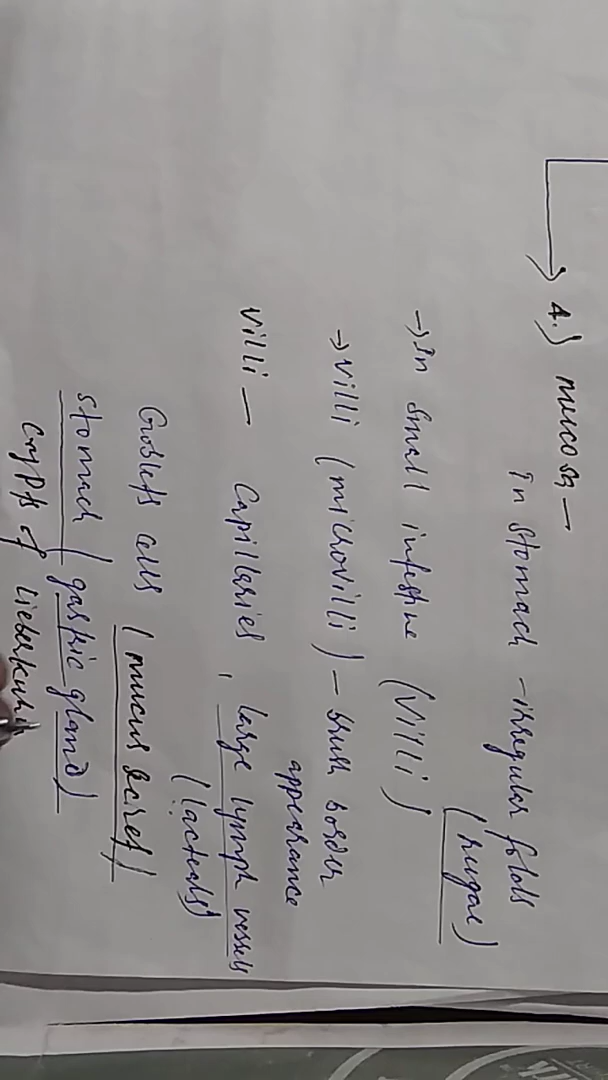 4.) mucosa —
In stomach - irregular folds
(rugae)
→ In small intestine (Villi)
→ villi (microvilli) – brush border
appearance
Villi — Capillaries, large lymph vessels
(lacteals)
Goblets cells (mucus secret)
stomach (gastric gland)
crypts of lieberkuhn